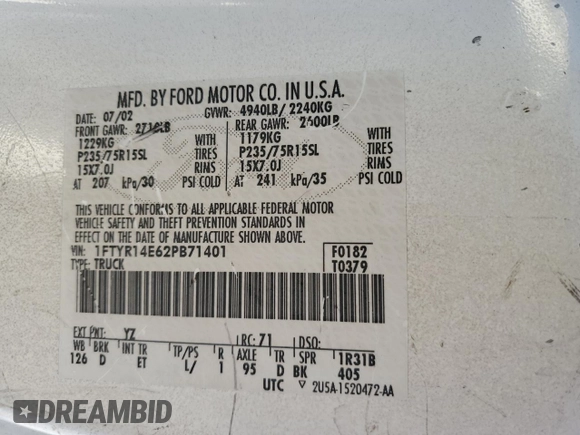 MFD. BY FORD MOTOR CO. IN U.S.A.
DATE: 07/02 GVWR: 4940LB/ 2240KG
FRONT GAWR: 2710LB REAR GAWR: 2600LB
1229KG WITH 1179KG WITH
P235/75R15SL TIRES P235/75R15SL TIRES
15X7.0J RIMS 15X7.0J RIMS
AT 207 kPa/30 PSI COLD AT 241 kPa/35 PSI COLD
THIS VEHICLE CONFORMS TO ALL APPLICABLE FEDERAL MOTOR
VEHICLE SAFETY AND THEFT PREVENTION STANDARDS IN
EFFECT ON THE DATE OF MANUFACTURE SHOWN ABOVE.
VIN: 1FTYR14E62PB71401 F0182
TYPE: TRUCK T0379
EXT PNT: YZ RC: 71 DSO:
WB BRK INT TR TP/PS R AXLE TR SPR 1R31B
126 D ET L/ 1 95 D BK 405
UTC ▽ 2U5A-1520472-AA
DREAMBID